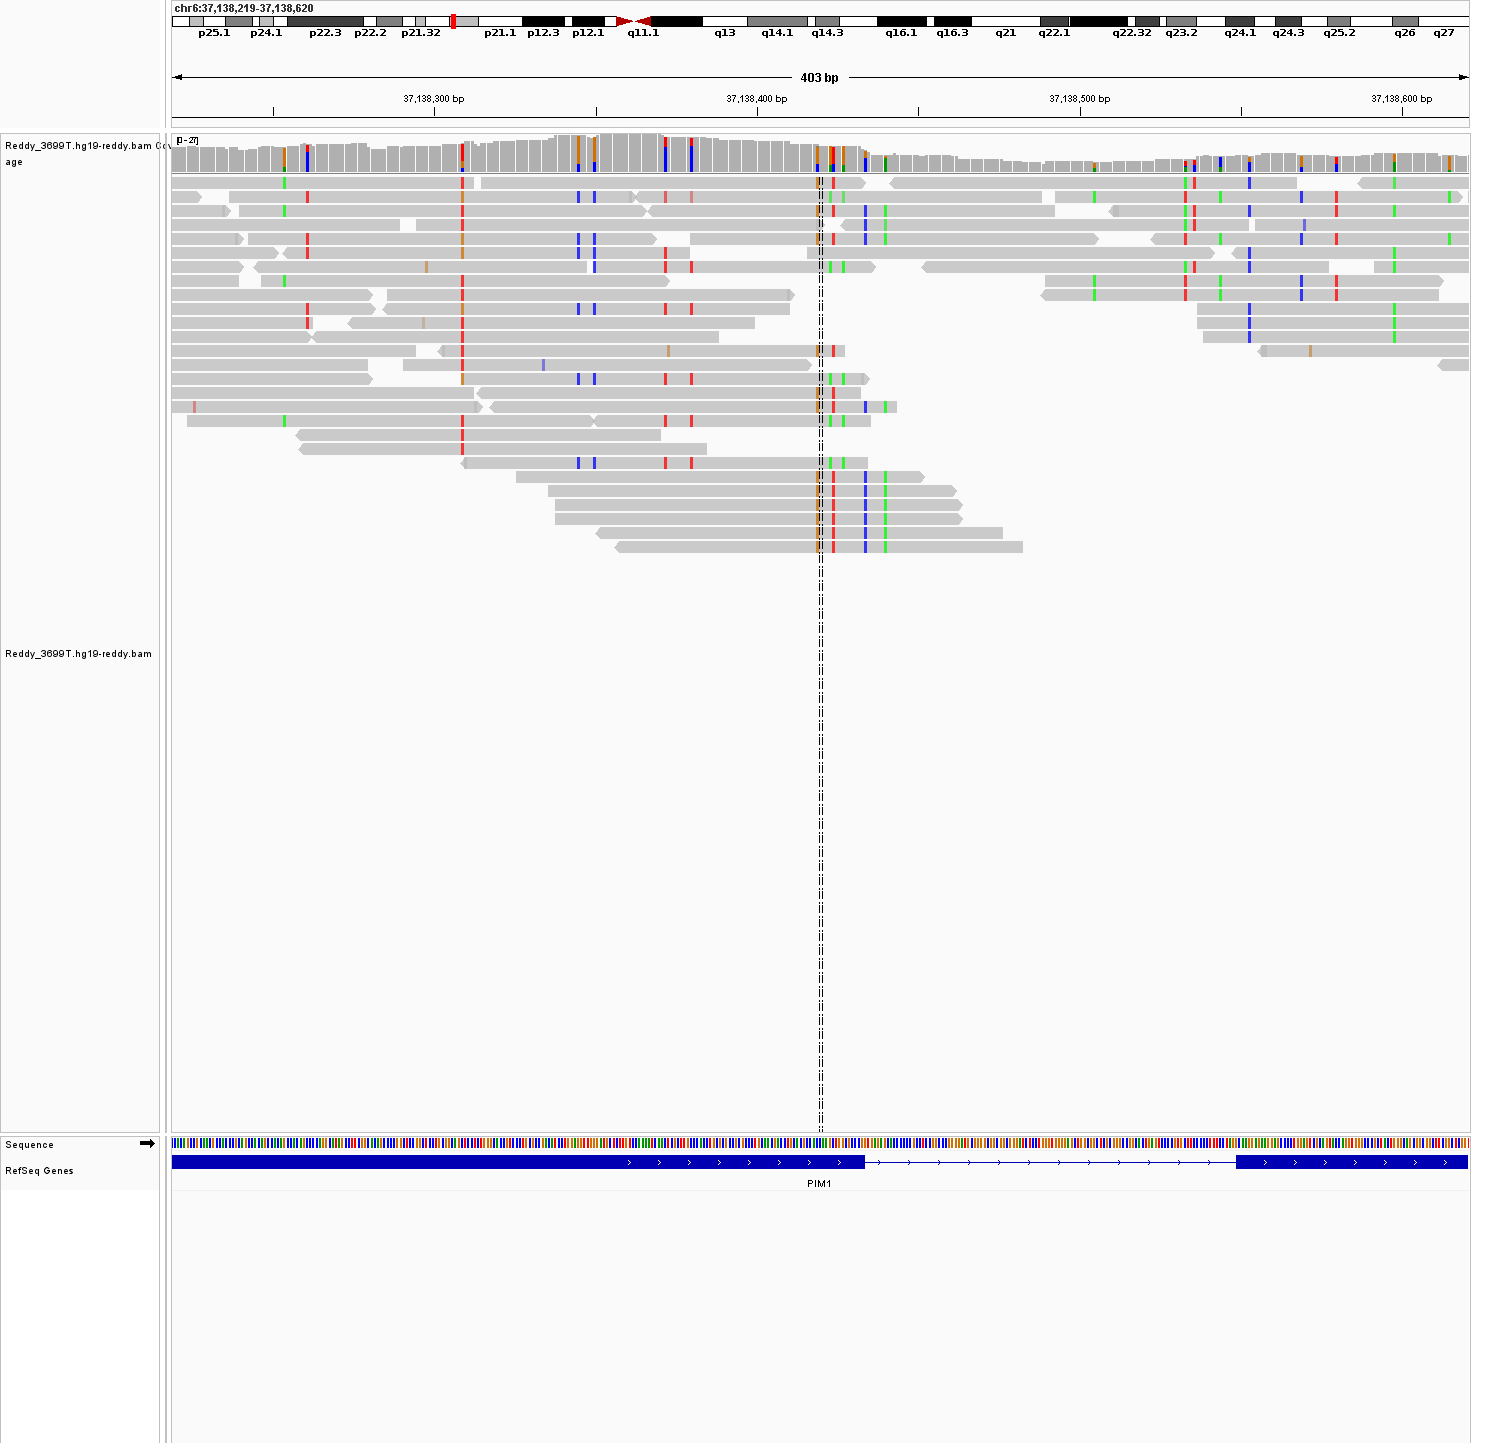 chr6:37,138,219-37,138,620
p25.1 p24.1 p22.3 p22.2 p21.32 p21.1 p12.3 p12.1 q11.1 q13 q14.1 q14.3 q16.1 q16.3 q21 q22.1 q22.32 q23.2 q24.1 q24.3 q25.2 q26 q27
403 bp
37,138,300 bp 37,138,400 bp 37,138,500 bp 37,138,600 bp
[0 - 27]
Reddy_3699T.hg19-reddy.bam Cov
age
Reddy_3699T.hg19-reddy.bam
Sequence
RefSeq Genes
PIM1